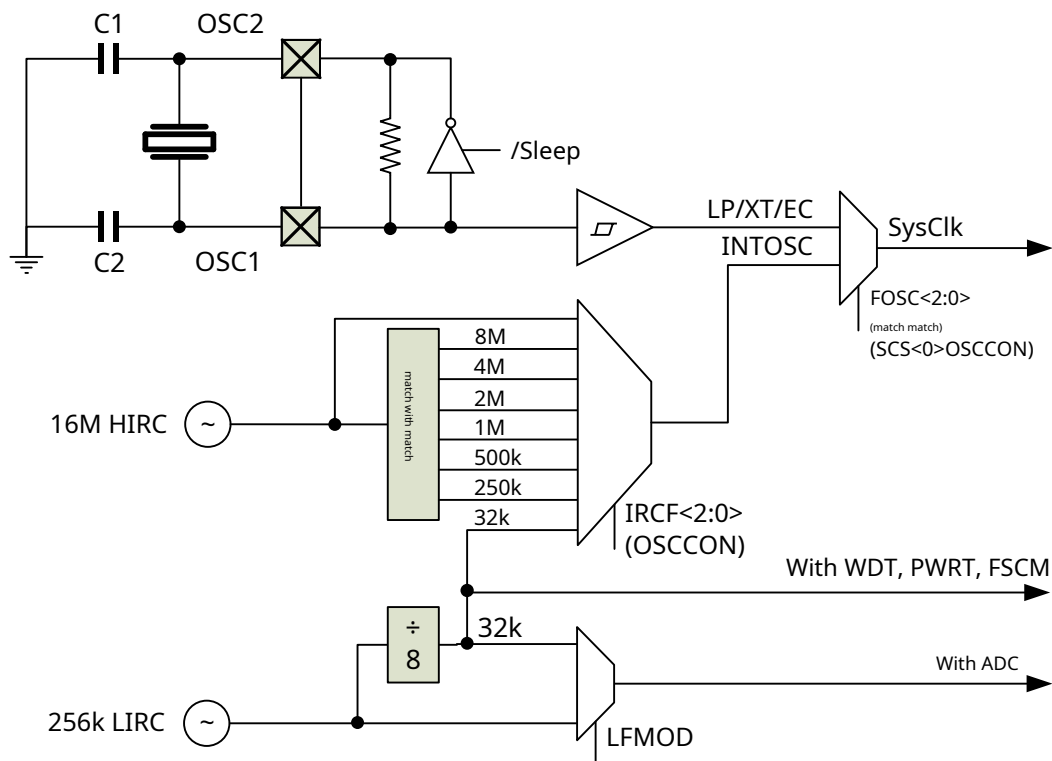 C1
OSC2
/Sleep
C2
OSC1
LP/XT/EC
INTOSC
SysClk
FOSC<2:0>
(match match)
(SCS<0>OSCCON)
16M HIRC
~
match with match
8M
4M
2M
1M
500k
250k
32k
IRCF<2:0>
(OSCCON)
With WDT, PWRT, FSCM
÷
8
32k
With ADC
256k LIRC
~
LFMOD